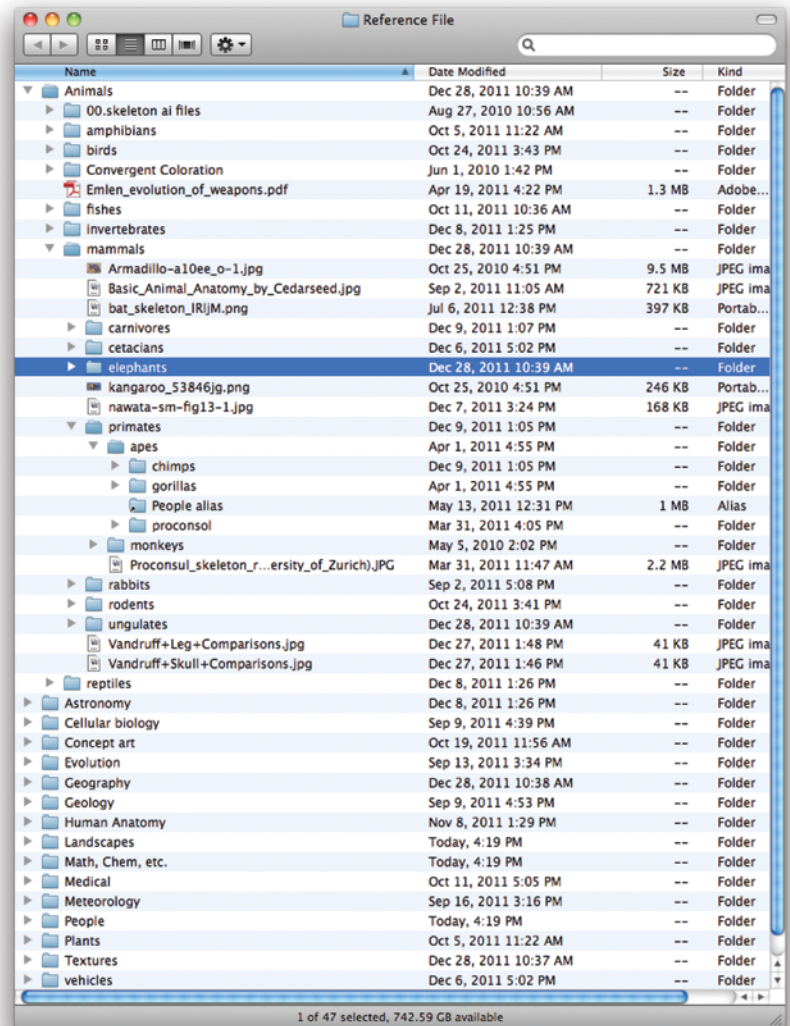 Reference File
Name Date Modified Size Kind
Animals Dec 28, 2011 10:39 AM -- Folder
00.skeleton ai files Aug 27, 2010 10:56 AM -- Folder
amphibians Oct 5, 2011 11:22 AM -- Folder
birds Oct 24, 2011 3:43 PM -- Folder
Convergent Coloration Jun 1, 2010 1:42 PM -- Folder
Emlen_evolution_of_weapons.pdf Apr 19, 2011 4:22 PM 1.3 MB Adobe...
fishes Oct 11, 2011 10:36 AM -- Folder
invertebrates Dec 8, 2011 1:25 PM -- Folder
mammals Dec 28, 2011 10:39 AM -- Folder
Armadillo-a10ee_o-1.jpg Oct 25, 2010 4:51 PM 9.5 MB JPEG ima
Basic_Animal_Anatomy_by_Cedarseed.jpg Sep 2, 2011 11:05 AM 721 KB JPEG ima
bat_skeleton_IRljM.png Jul 6, 2011 12:38 PM 397 KB Portab...
carnivores Dec 9, 2011 1:07 PM -- Folder
cetacians Dec 6, 2011 5:02 PM -- Folder
elephants Dec 28, 2011 10:39 AM -- Folder
kangaroo_53846jg.png Oct 25, 2010 4:51 PM 246 KB Portab...
nawata-sm-fig13-1.jpg Dec 7, 2011 3:24 PM 168 KB JPEG ima
primates Dec 9, 2011 1:05 PM -- Folder
apes Apr 1, 2011 4:55 PM -- Folder
chimps Dec 9, 2011 1:05 PM -- Folder
gorillas Apr 1, 2011 4:55 PM -- Folder
People alias May 13, 2011 12:31 PM 1 MB Alias
proconsol Mar 31, 2011 4:05 PM -- Folder
monkeys May 5, 2010 2:02 PM -- Folder
Proconsul_skeleton_r...ersity_of_Zurich).JPG Mar 31, 2011 11:47 AM 2.2 MB JPEG ima
rabbits Sep 2, 2011 5:08 PM -- Folder
rodents Oct 24, 2011 3:41 PM -- Folder
ungulates Dec 28, 2011 10:39 AM -- Folder
Vandruff+Leg+Comparisons.jpg Dec 27, 2011 1:48 PM 41 KB JPEG ima
Vandruff+Skull+Comparisons.jpg Dec 27, 2011 1:46 PM 41 KB JPEG ima
reptiles Dec 8, 2011 1:26 PM -- Folder
Astronomy Dec 8, 2011 1:26 PM -- Folder
Cellular biology Sep 9, 2011 4:39 PM -- Folder
Concept art Oct 19, 2011 11:56 AM -- Folder
Evolution Sep 13, 2011 3:34 PM -- Folder
Geography Dec 28, 2011 10:38 AM -- Folder
Geology Sep 9, 2011 4:53 PM -- Folder
Human Anatomy Nov 8, 2011 1:29 PM -- Folder
Landscapes Today, 4:19 PM -- Folder
Math, Chem, etc. Today, 4:19 PM -- Folder
Medical Oct 11, 2011 5:05 PM -- Folder
Meteorology Sep 16, 2011 3:16 PM -- Folder
People Today, 4:19 PM -- Folder
Plants Oct 5, 2011 11:22 AM -- Folder
Textures Dec 28, 2011 10:37 AM -- Folder
vehicles Dec 6, 2011 5:02 PM -- Folder
1 of 47 selected, 742.59 GB available